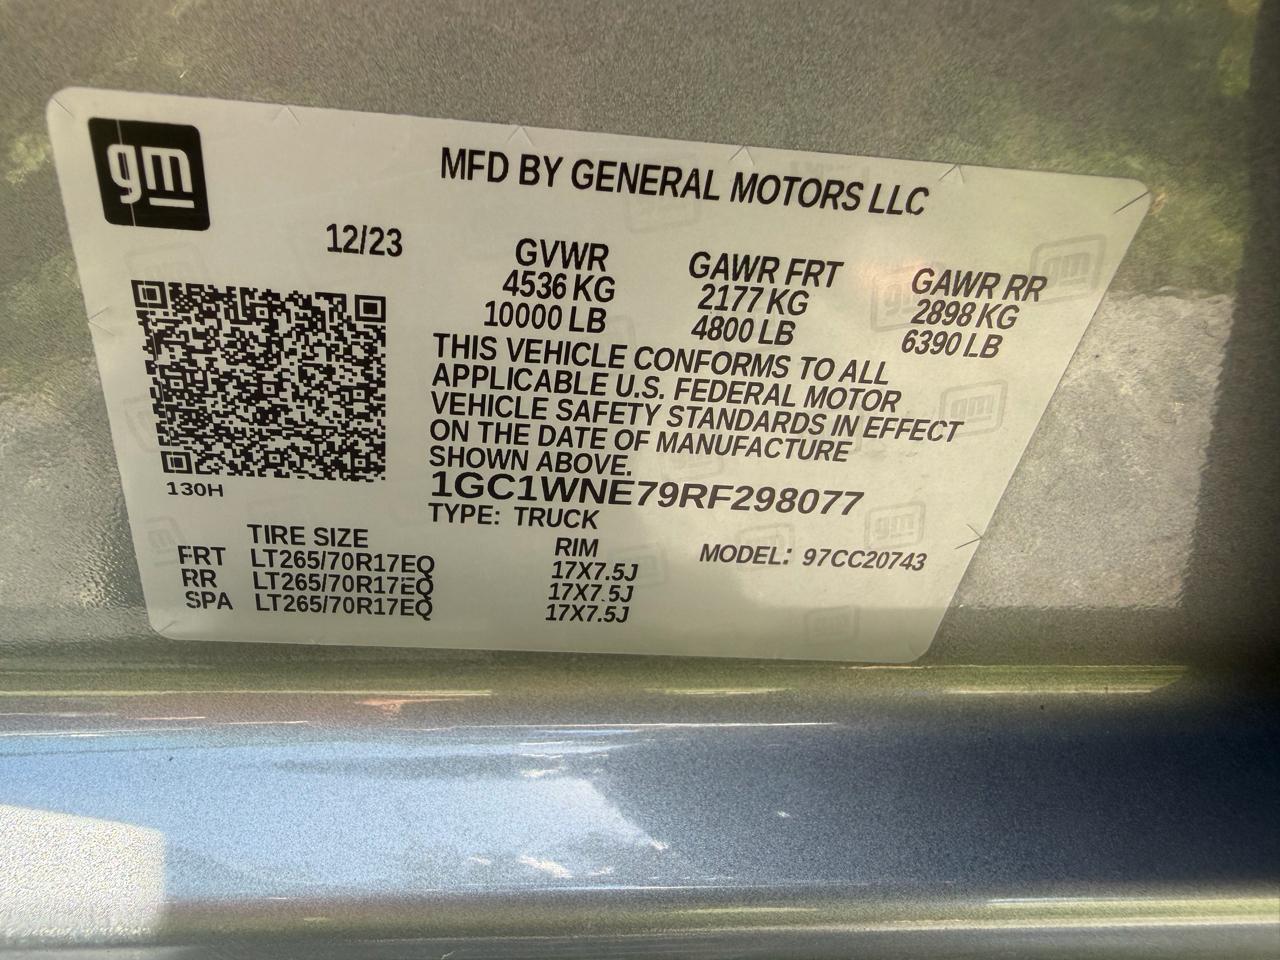 gm
MFD BY GENERAL MOTORS LLC
12/23
GVWR GAWR FRT GAWR RR
4536 KG 2177 KG 2898 KG
10000 LB 4800 LB 6390 LB
THIS VEHICLE CONFORMS TO ALL
APPLICABLE U.S. FEDERAL MOTOR
VEHICLE SAFETY STANDARDS IN EFFECT
ON THE DATE OF MANUFACTURE
SHOWN ABOVE.
1GC1WNE79RF298077
130H
TYPE: TRUCK
TIRE SIZE RIM MODEL: 97CC20743
FRT LT265/70R17EQ 17X7.5J
RR LT265/70R17EQ 17X7.5J
SPA LT265/70R17EQ 17X7.5J